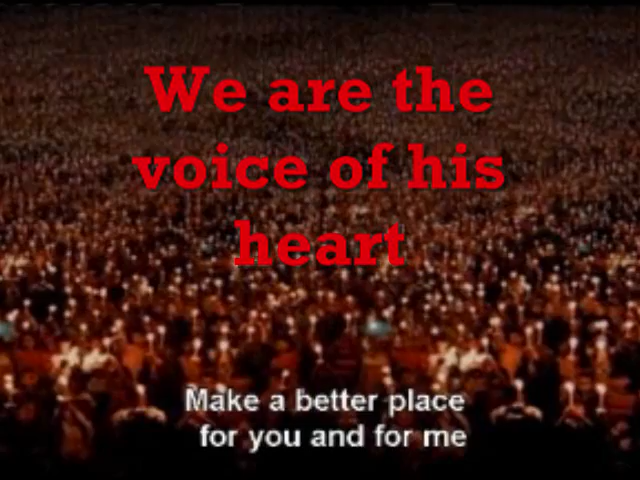 We are the
voice of his
heart
Make a better place
for you and for me